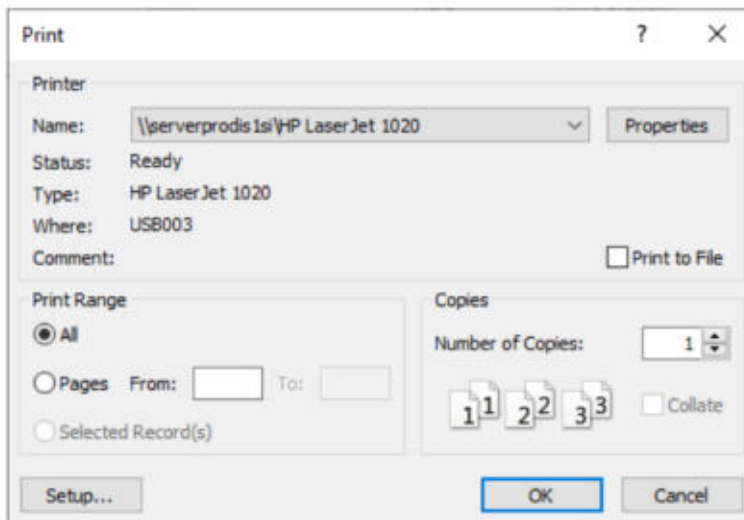 Print
Printer
Name: \\serverprodis1si\HP LaserJet 1020 Properties
Status: Ready
Type: HP LaserJet 1020
Where: USB003
Comment: Print to File
Print Range
All
Pages From: To:
Selected Record(s)
Copies
Number of Copies: 1
1 1 2 2 3 3 Collate
Setup... OK Cancel